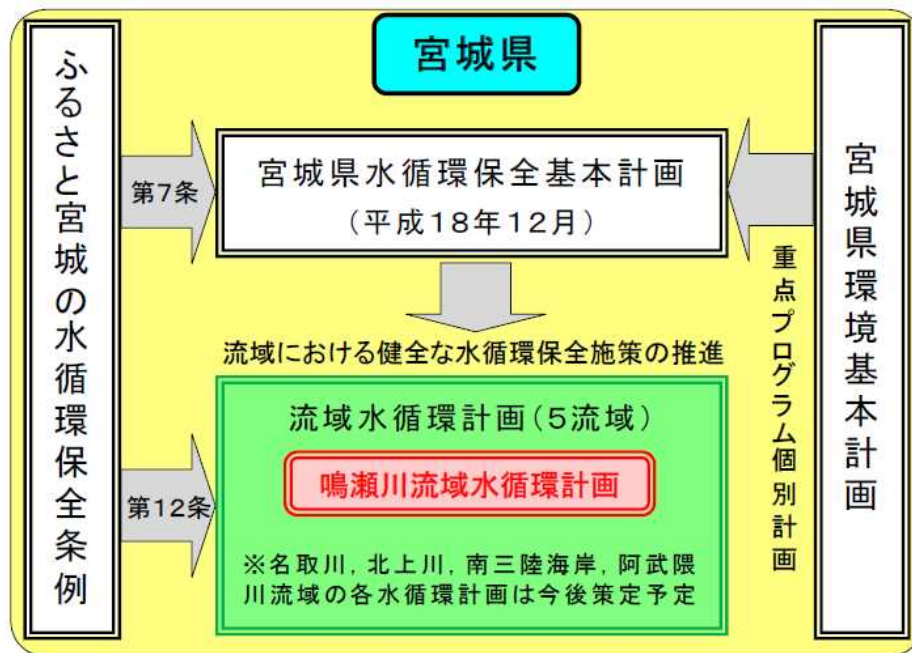 宮城県
ふるさと宮城の水循環保全条例
第7条
宮城県水循環保全基本計画
(平成18年12月)
宮城県環境基本計画
重点プログラム個別計画
流域における健全な水循環保全施策の推進
第12条
流域水循環計画(5流域)
鳴瀬川流域水循環計画
※名取川,北上川,南三陸海岸,阿武隈
川流域の各水循環計画は今後策定予定